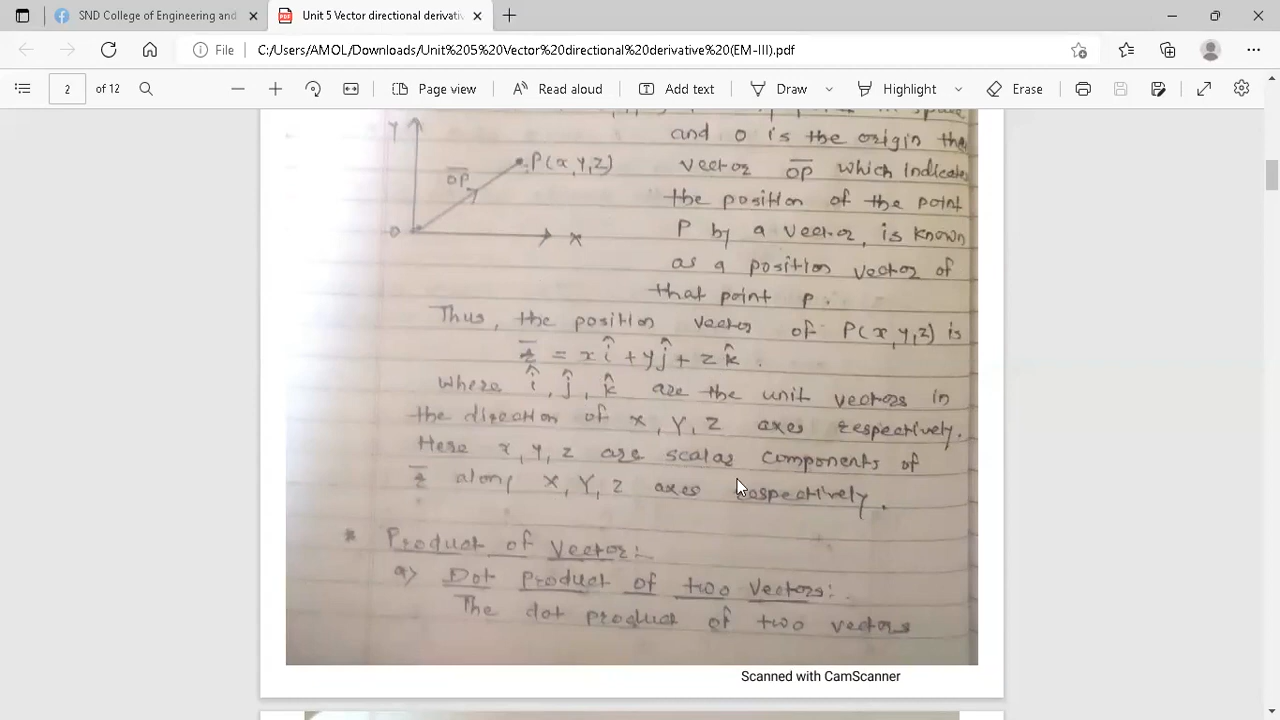 SND College of Engineering and
Unit 5 Vector directional derivativ
File C:/Users/AMOL/Downloads/Unit%205%20Vector%20directional%20derivative%20(EM-III).pdf
2 of 12 Page view Read aloud Add text Draw Highlight Erase
and O is the origin the
vector OP which indicates
the position of the point
P by a vector, is known
as a position vector of
that point P.
Y
P(x, y, z)
OP
O
X
Thus, the position vector of P(x, y, z) is
r̅ = x î + y ĵ + z k̂.
Where î, ĵ, k̂ are the unit vectors in
the direction of X, Y, Z axes respectively.
Here x, y, z are scalar components of
r̅ along X, Y, Z axes respectively.
* Product of Vector:-
a) Dot product of two Vectors:-
The dot product of two vectors
Scanned with CamScanner